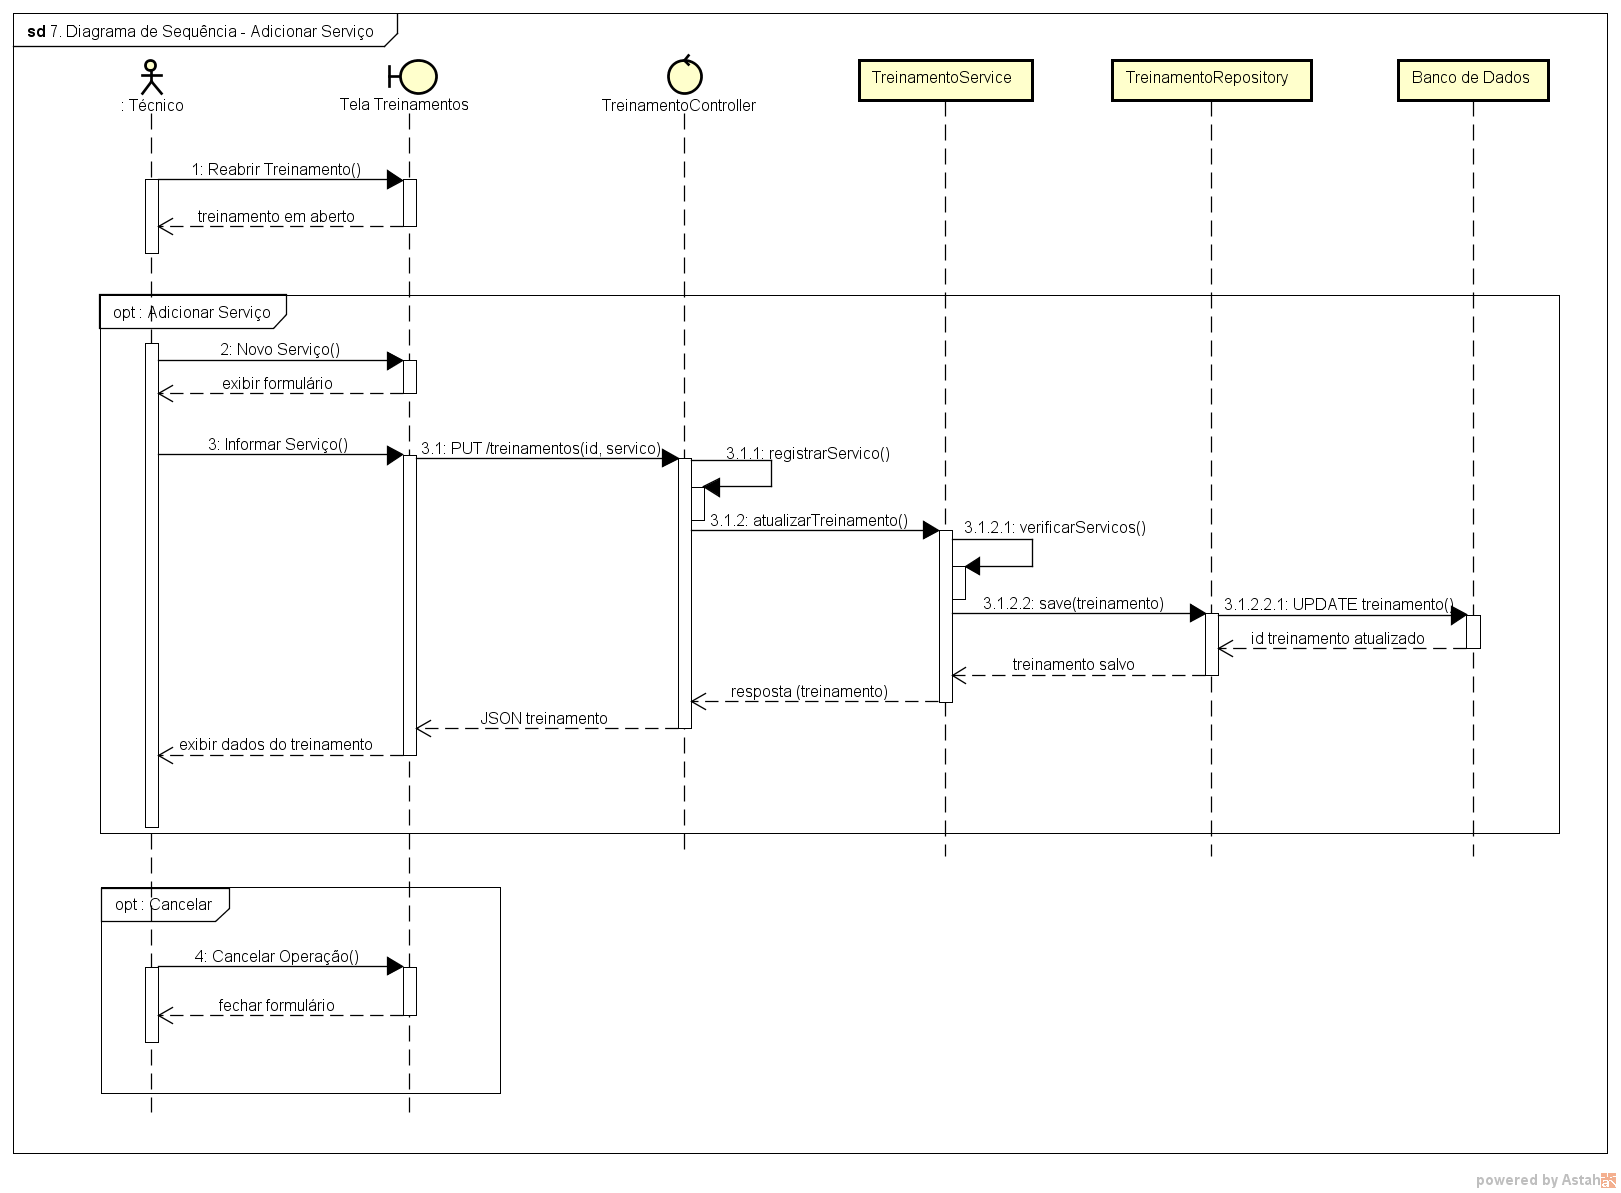 sd 7. Diagrama de Sequência - Adicionar Serviço
: Técnico
Tela Treinamentos
TreinamentoController
TreinamentoService
TreinamentoRepository
Banco de Dados
1: Reabrir Treinamento()
treinamento em aberto
opt : Adicionar Serviço
2: Novo Serviço()
exibir formulário
3: Informar Serviço()
3.1: PUT /treinamentos(id, servico)
3.1.1: registrarServico()
3.1.2: atualizarTreinamento()
3.1.2.1: verificarServicos()
3.1.2.2: save(treinamento)
3.1.2.2.1: UPDATE treinamento()
id treinamento atualizado
treinamento salvo
resposta (treinamento)
JSON treinamento
exibir dados do treinamento
opt : Cancelar
4: Cancelar Operação()
fechar formulário
powered by Astah